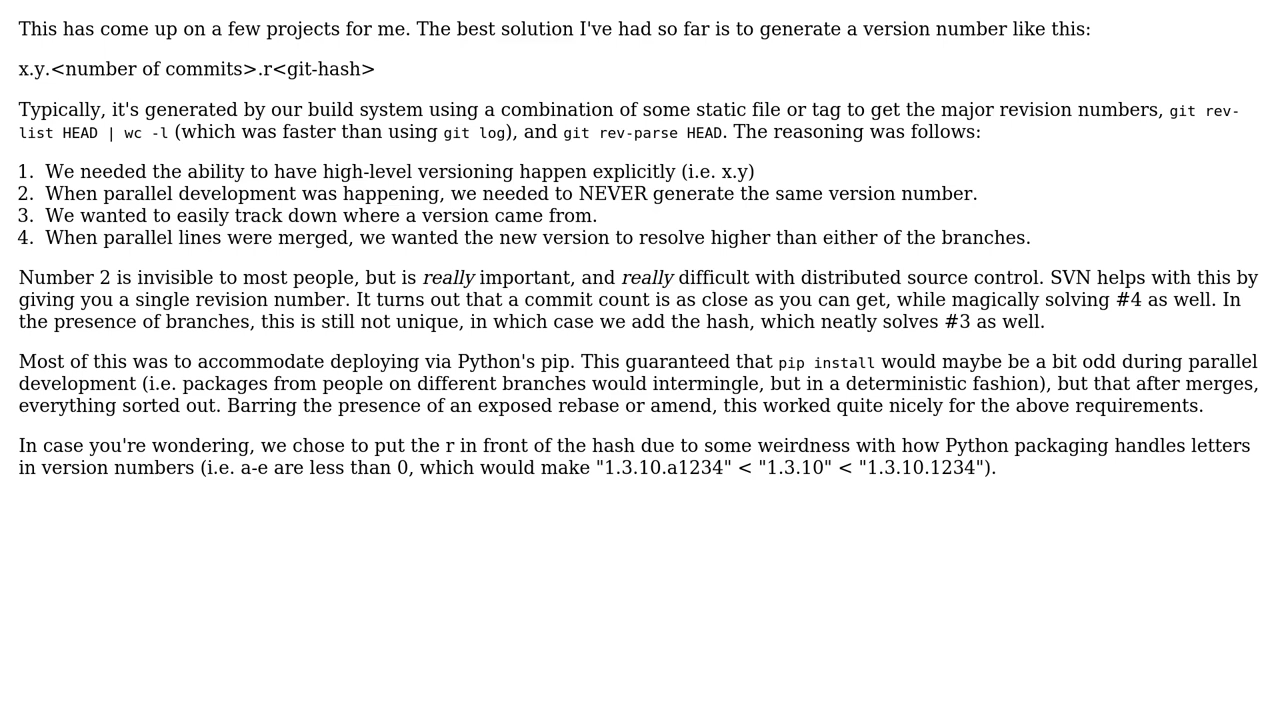 This has come up on a few projects for me. The best solution I've had so far is to generate a version number like this:
x.y.<number of commits>.r<git-hash>
Typically, it's generated by our build system using a combination of some static file or tag to get the major revision numbers, git rev-
list HEAD | wc -l (which was faster than using git log), and git rev-parse HEAD. The reasoning was follows:
1. We needed the ability to have high-level versioning happen explicitly (i.e. x.y)
2. When parallel development was happening, we needed to NEVER generate the same version number.
3. We wanted to easily track down where a version came from.
4. When parallel lines were merged, we wanted the new version to resolve higher than either of the branches.
Number 2 is invisible to most people, but is really important, and really difficult with distributed source control. SVN helps with this by
giving you a single revision number. It turns out that a commit count is as close as you can get, while magically solving #4 as well. In
the presence of branches, this is still not unique, in which case we add the hash, which neatly solves #3 as well.
Most of this was to accommodate deploying via Python's pip. This guaranteed that pip install would maybe be a bit odd during parallel
development (i.e. packages from people on different branches would intermingle, but in a deterministic fashion), but that after merges,
everything sorted out. Barring the presence of an exposed rebase or amend, this worked quite nicely for the above requirements.
In case you're wondering, we chose to put the r in front of the hash due to some weirdness with how Python packaging handles letters
in version numbers (i.e. a-e are less than 0, which would make "1.3.10.a1234" < "1.3.10" < "1.3.10.1234").